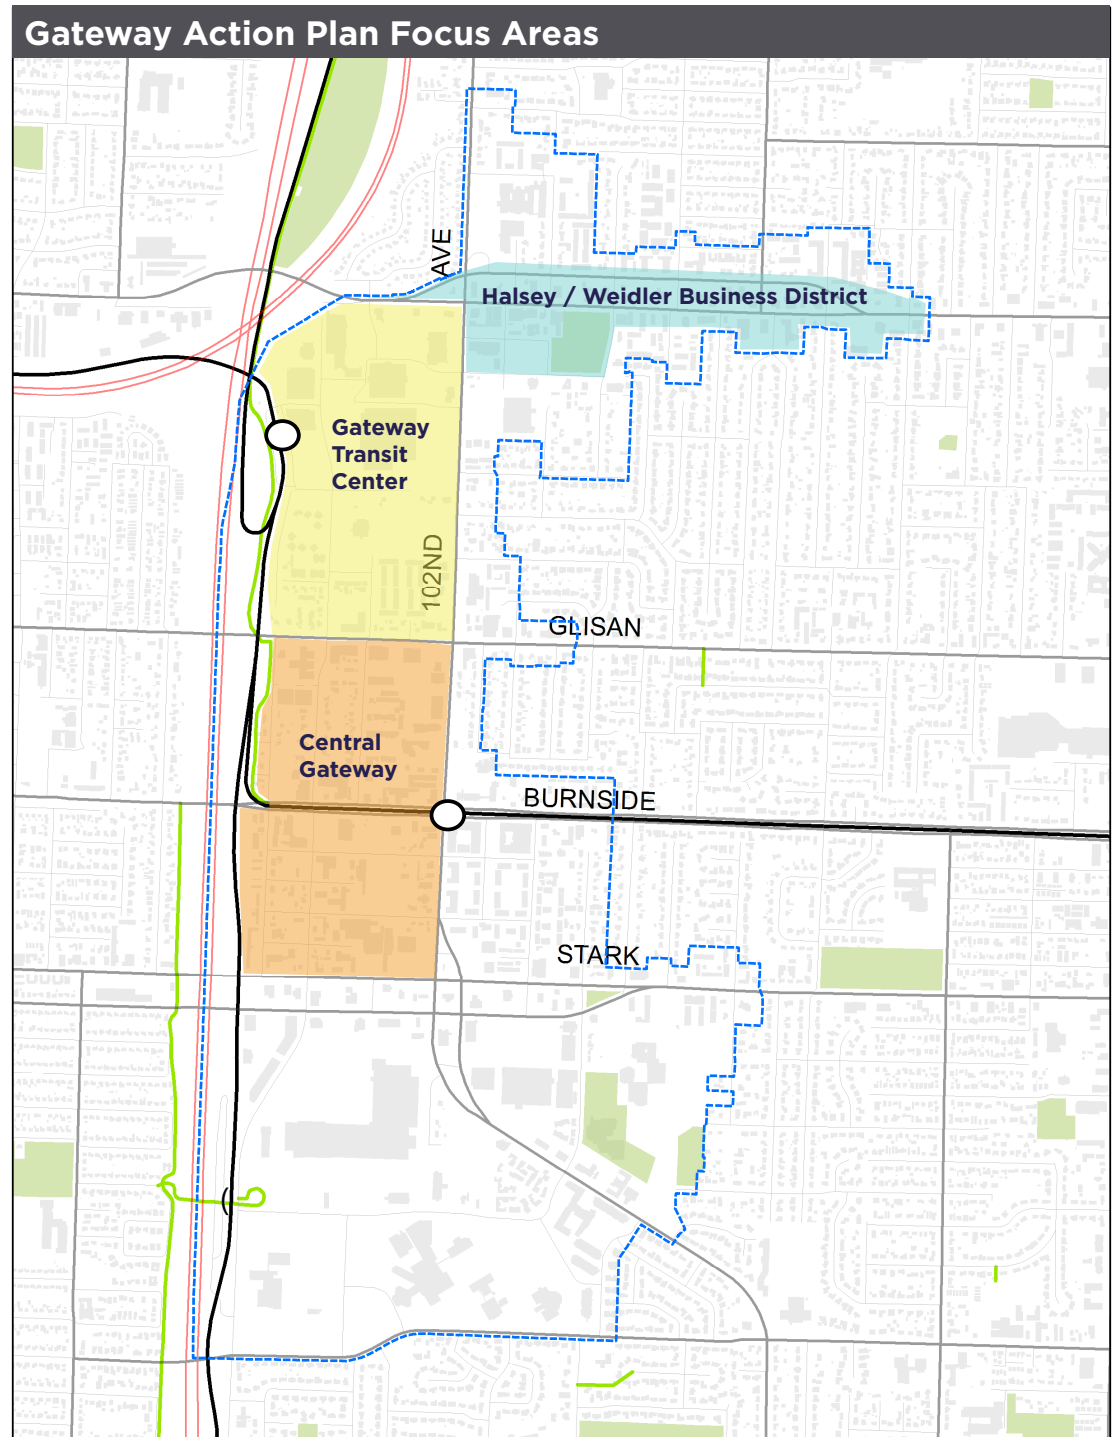 Gateway Action Plan Focus Areas
AVE
Halsey / Weidler Business District
Gateway
Transit
Center
102ND
GLISAN
Central
Gateway
BURNSIDE
STARK